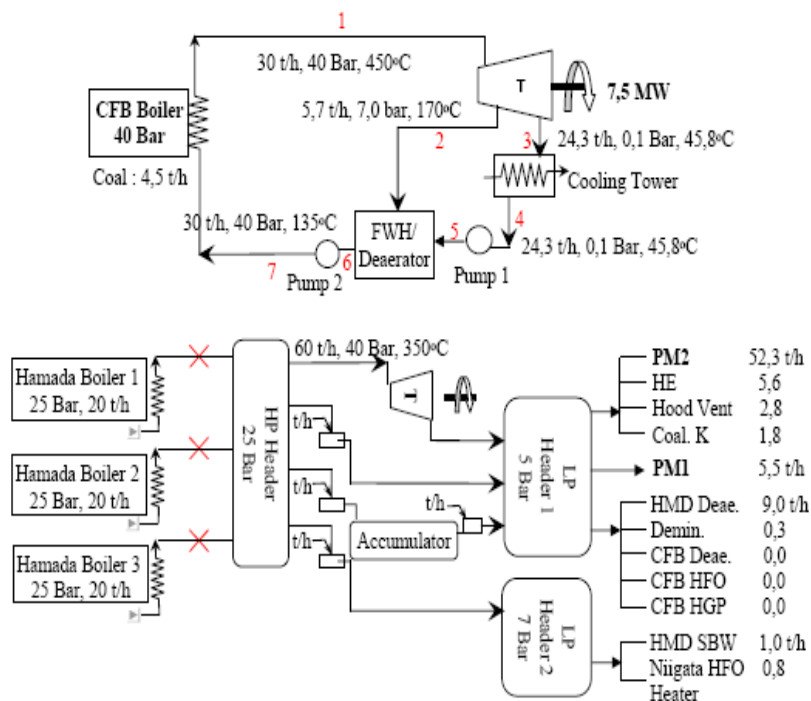 1
30 t/h, 40 Bar, 450ºC
T
7,5 MW
CFB Boiler
40 Bar
5,7 t/h, 7,0 bar, 170ºC
2
3
24,3 t/h, 0,1 Bar, 45,8ºC
Coal : 4,5 t/h
Cooling Tower
4
30 t/h, 40 Bar, 135ºC
FWH/
Deaerator
5
24,3 t/h, 0,1 Bar, 45,8ºC
7
Pump 2
6
Pump 1
Hamada Boiler 1
25 Bar, 20 t/h
Hamada Boiler 2
25 Bar, 20 t/h
Hamada Boiler 3
25 Bar, 20 t/h
HP Header
25 Bar
60 t/h, 40 Bar, 350ºC
T
t/h
t/h
t/h
t/h
Accumulator
LP
Header 1
5 Bar
LP
Header 2
7 Bar
PM2 52,3 t/h
HE 5,6
Hood Vent 2,8
Coal. K 1,8
PM1 5,5 t/h
HMD Deae. 9,0 t/h
Demin. 0,3
CFB Deae. 0,0
CFB HFO 0,0
CFB HGP 0,0
HMD SBW 1,0 t/h
Niigata HFO 0,8
Heater